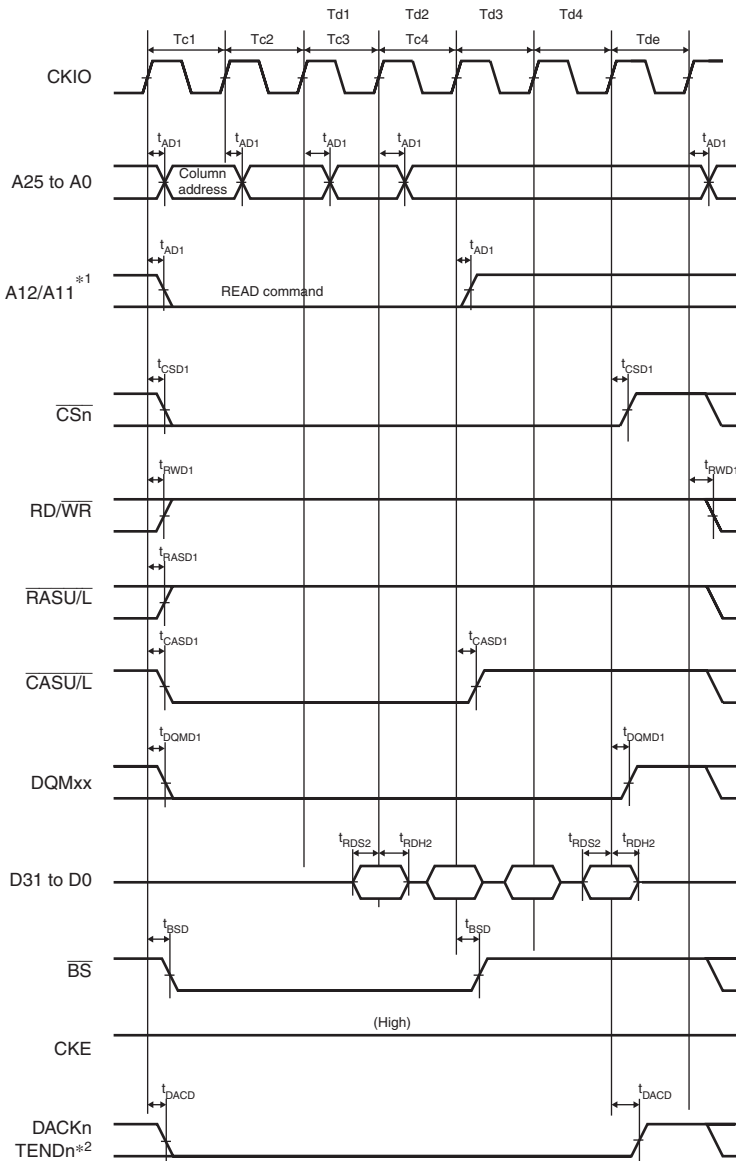 Td1 Td2 Td3 Td4
Tc1 Tc2 Tc3 Tc4 Tde
CKIO
tAD1 tAD1 tAD1 tAD1 tAD1
A25 to A0
Column
address
tAD1 tAD1
A12/A11*1
READ command
tCSD1 tCSD1
CSn
tRWD1 tRWD1
RD/WR
tRASD1
RASU/L
tCASD1 tCASD1
CASU/L
tDQMD1 tDQMD1
DQMxx
tRDS2 tRDH2 tRDS2 tRDH2
D31 to D0
tBSD tBSD
BS
(High)
CKE
tDACD tDACD
DACKn
TENDn*2